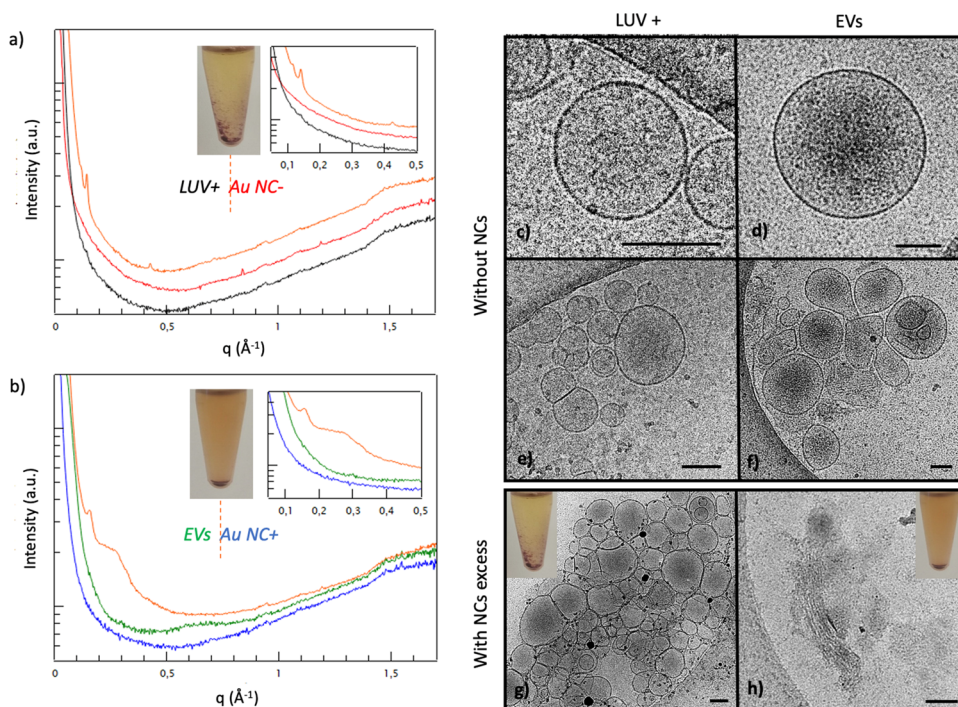 LUV +
EVs
a)
Intensity (a.u.)
0,1
0,2
0,3
0,4
0,5
LUV+ Au NC-
0
0,5
1
1,5
q (Å⁻¹)
b)
Intensity (a.u.)
0,1
0,2
0,3
0,4
0,5
EVs Au NC+
0
0,5
1
1,5
q (Å⁻¹)
Without NCs
c)
d)
e)
f)
With NCs excess
g)
h)